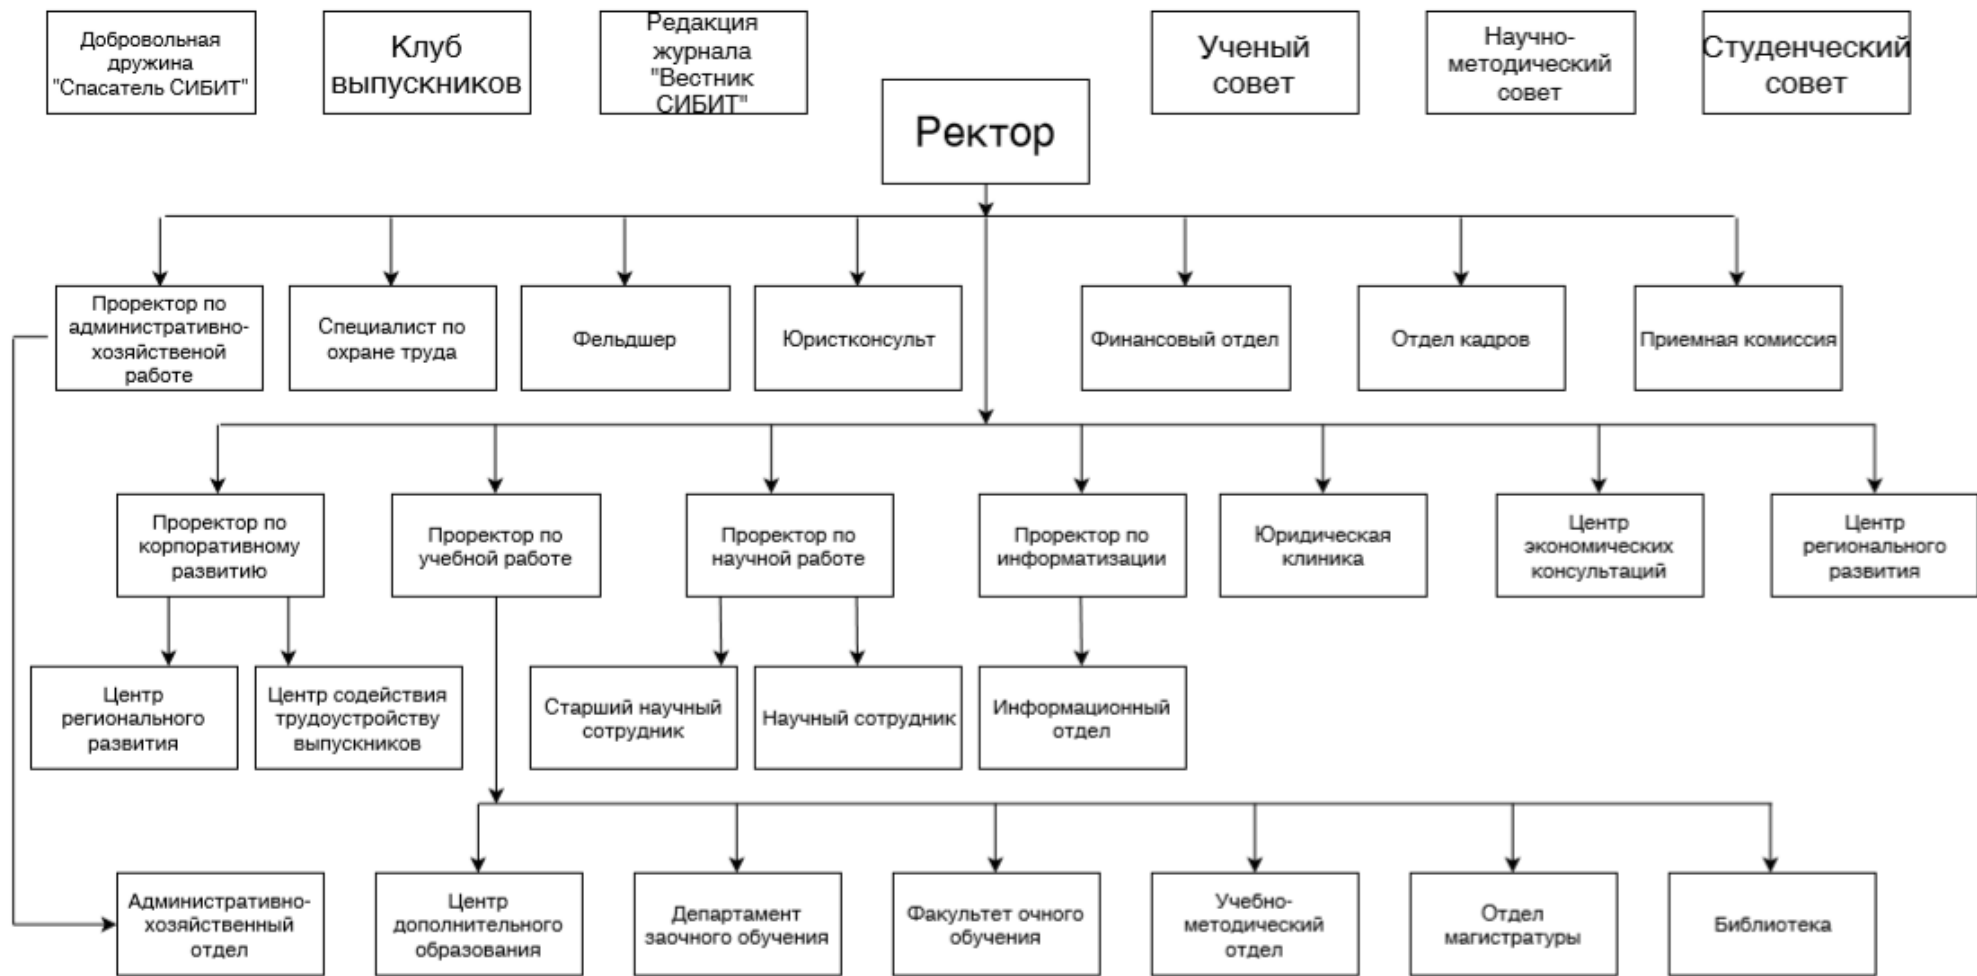 Добровольная
дружина
"Спасатель СИБИТ"
Клуб
выпускников
Редакция
журнала
"Вестник
СИБИТ"
Ученый
совет
Научно-
методический
совет
Студенческий
совет
Ректор
Проректор по
административно-
хозяйственой
работе
Специалист по
охране труда
Фельдшер
Юристконсульт
Финансовый отдел
Отдел кадров
Приемная комиссия
Проректор по
корпоративному
развитию
Проректор по
учебной работе
Проректор по
научной работе
Проректор по
информатизации
Юридическая
клиника
Центр
экономических
консультаций
Центр
регионального
развития
Центр
регионального
развития
Центр содействия
трудоустройству
выпускников
Старший научный
сотрудник
Научный сотрудник
Информационный
отдел
Административно-
хозяйственный
отдел
Центр
дополнительного
образования
Департамент
заочного обучения
Факультет очного
обучения
Учебно-
методический
отдел
Отдел
магистратуры
Библиотека